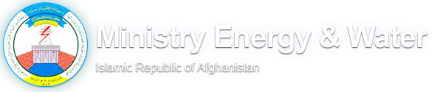 Ministry Energy & Water
Islamic Republic of Afghanistan